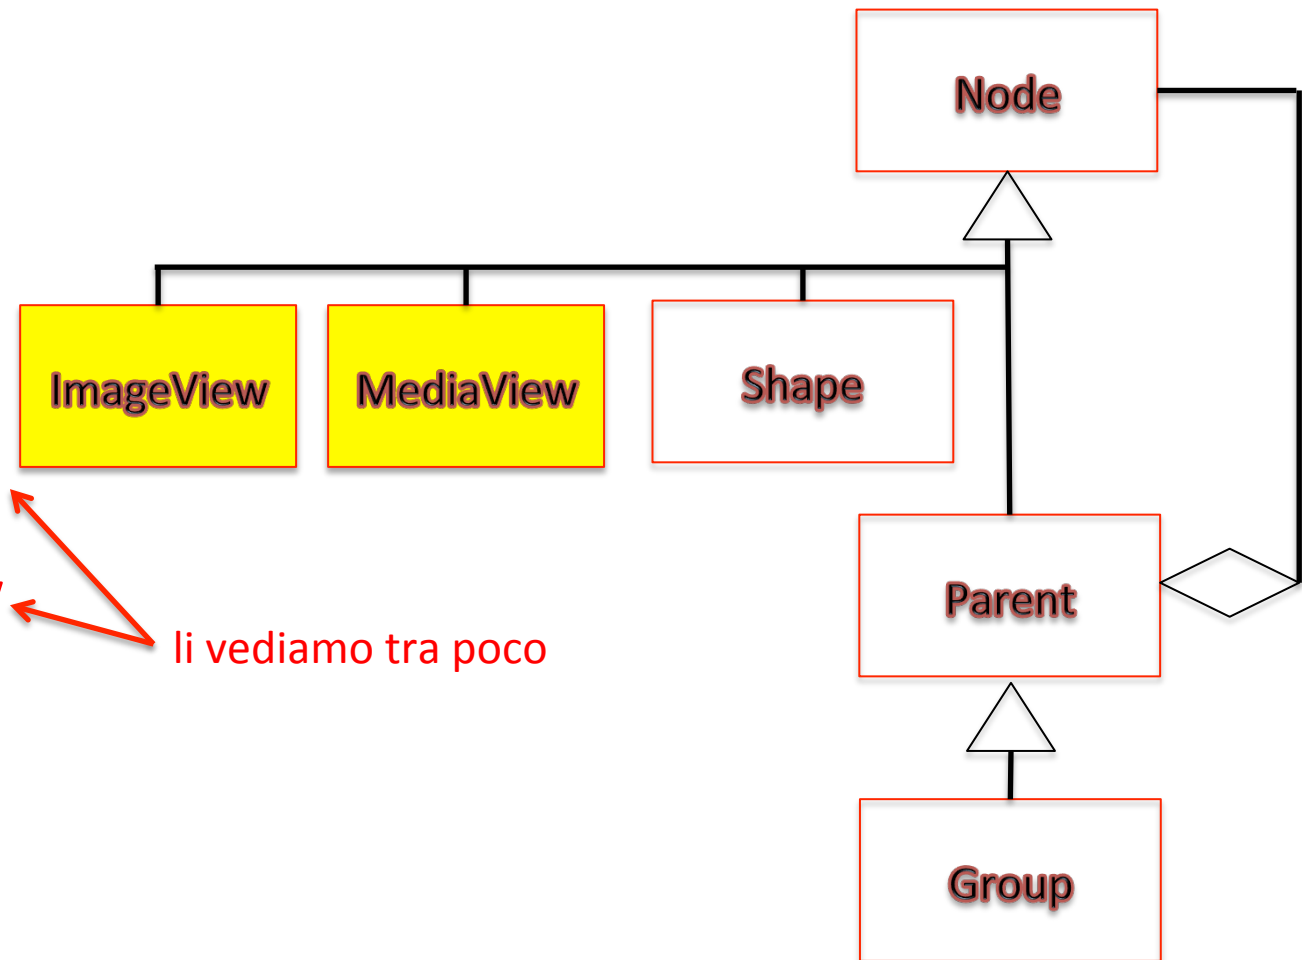 Node
ImageView
MediaView
Shape
Parent
li vediamo tra poco
Group